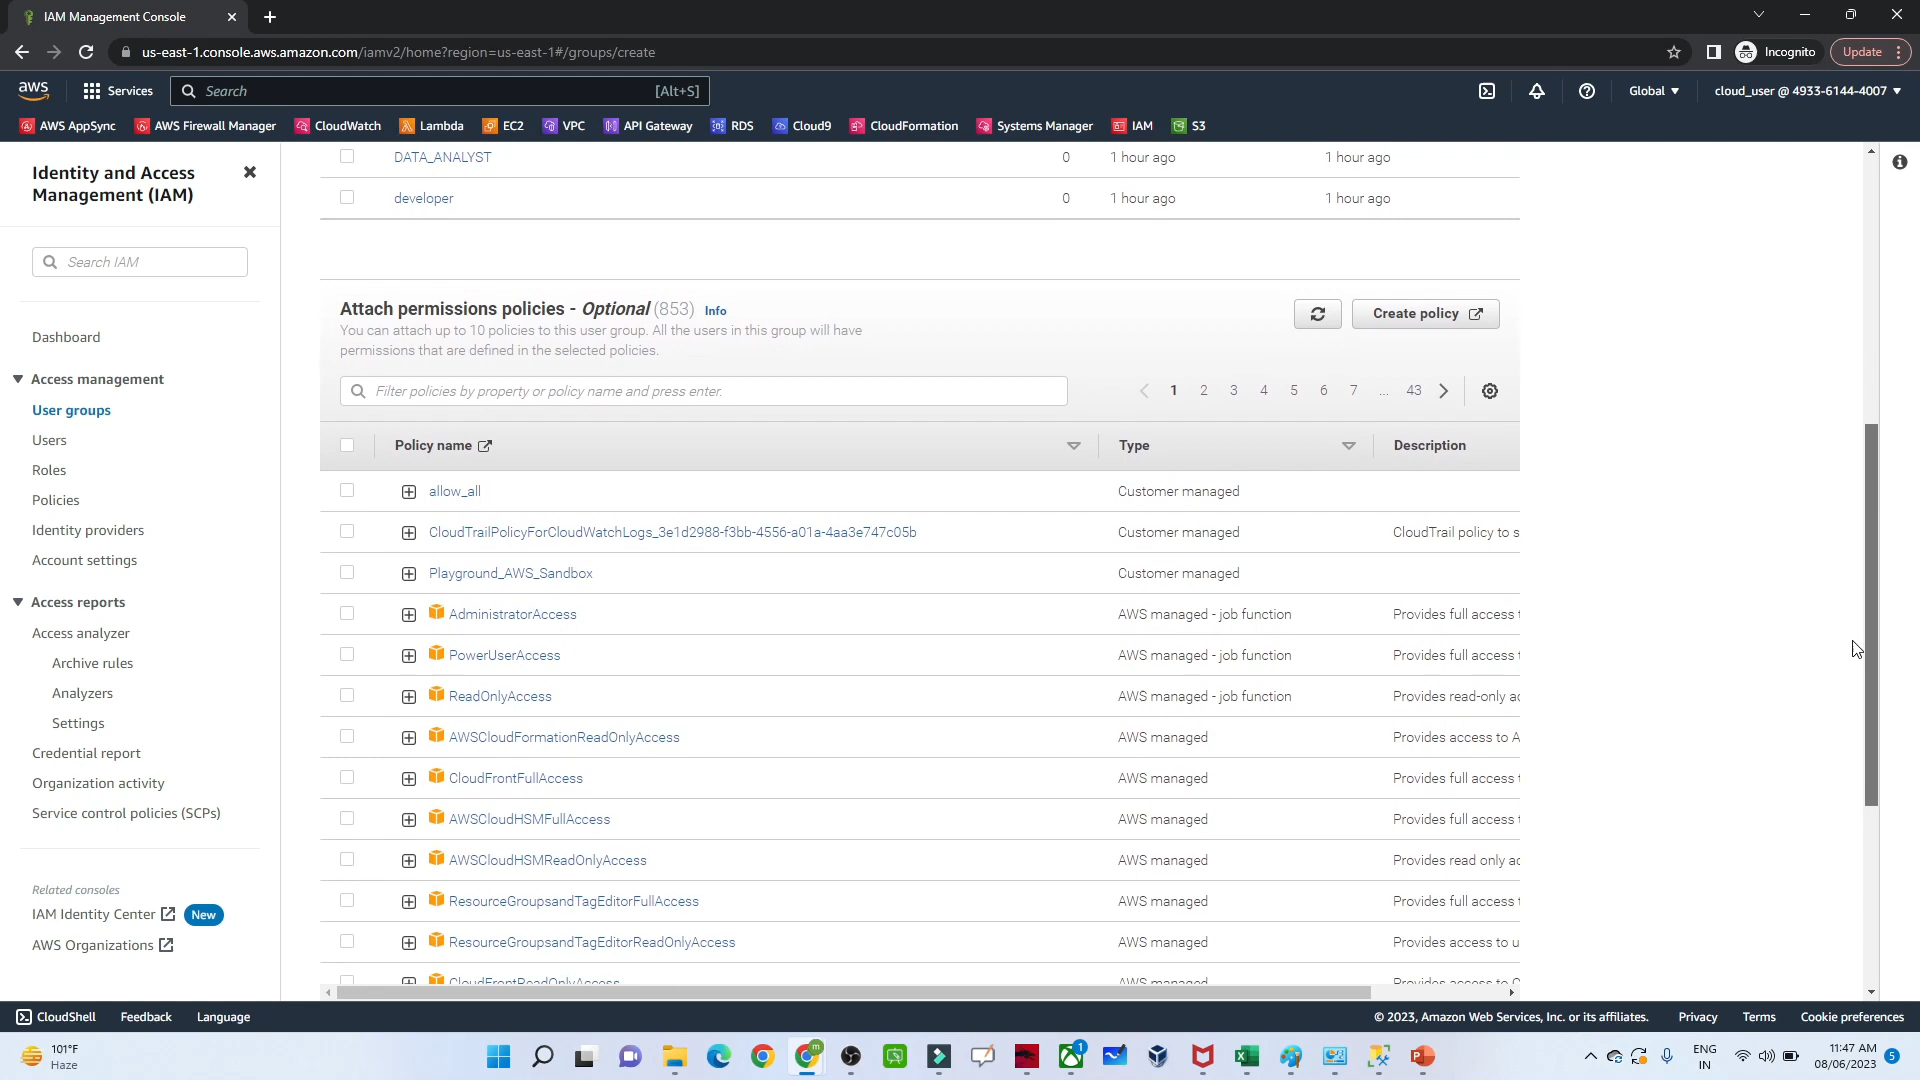 IAM Management Console
us-east-1.console.aws.amazon.com/iamv2/home?region=us-east-1#/groups/create
Incognito
Update
aws
Services
Search
[Alt+S]
Global
cloud_user @ 4933-6144-4007
AWS AppSync
AWS Firewall Manager
CloudWatch
Lambda
EC2
VPC
API Gateway
RDS
Cloud9
CloudFormation
Systems Manager
IAM
S3
Identity and Access
Management (IAM)
Search IAM
Dashboard
Access management
User groups
Users
Roles
Policies
Identity providers
Account settings
Access reports
Access analyzer
Archive rules
Analyzers
Settings
Credential report
Organization activity
Service control policies (SCPs)
Related consoles
IAM Identity Center New
AWS Organizations
DATA_ANALYST 0 1 hour ago 1 hour ago
developer 0 1 hour ago 1 hour ago
Attach permissions policies - Optional (853) Info
You can attach up to 10 policies to this user group. All the users in this group will have
permissions that are defined in the selected policies.
Create policy
Filter policies by property or policy name and press enter.
1 2 3 4 5 6 7 ... 43
Policy name Type Description
allow_all Customer managed
CloudTrailPolicyForCloudWatchLogs_3e1d2988-f3bb-4556-a01a-4aa3e747c05b Customer managed CloudTrail policy to s
Playground_AWS_Sandbox Customer managed
AdministratorAccess AWS managed - job function Provides full access t
PowerUserAccess AWS managed - job function Provides full access t
ReadOnlyAccess AWS managed - job function Provides read-only ac
AWSCloudFormationReadOnlyAccess AWS managed Provides access to A
CloudFrontFullAccess AWS managed Provides full access t
AWSCloudHSMFullAccess AWS managed Provides full access t
AWSCloudHSMReadOnlyAccess AWS managed Provides read only ac
ResourceGroupsandTagEditorFullAccess AWS managed Provides full access t
ResourceGroupsandTagEditorReadOnlyAccess AWS managed Provides access to u
CloudFrontReadOnlyAccess AWS managed Provides access to C
CloudShell
Feedback
Language
© 2023, Amazon Web Services, Inc. or its affiliates.
Privacy
Terms
Cookie preferences
101°F
Haze
m
1
ENG
IN
11:47 AM
08/06/2023
5